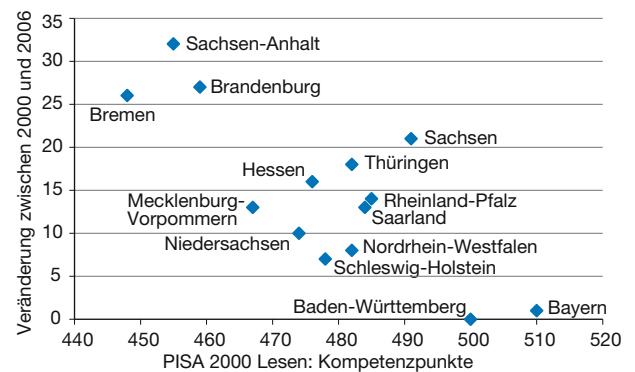 Veränderung zwischen 2000 und 2006
35
30
25
20
15
10
5
0
Sachsen-Anhalt
Brandenburg
Bremen
Sachsen
Thüringen
Hessen
Mecklenburg-
Vorpommern
Rheinland-Pfalz
Saarland
Niedersachsen
Nordrhein-Westfalen
Schleswig-Holstein
Baden-Württemberg
Bayern
440 450 460 470 480 490 500 510 520
PISA 2000 Lesen: Kompetenzpunkte